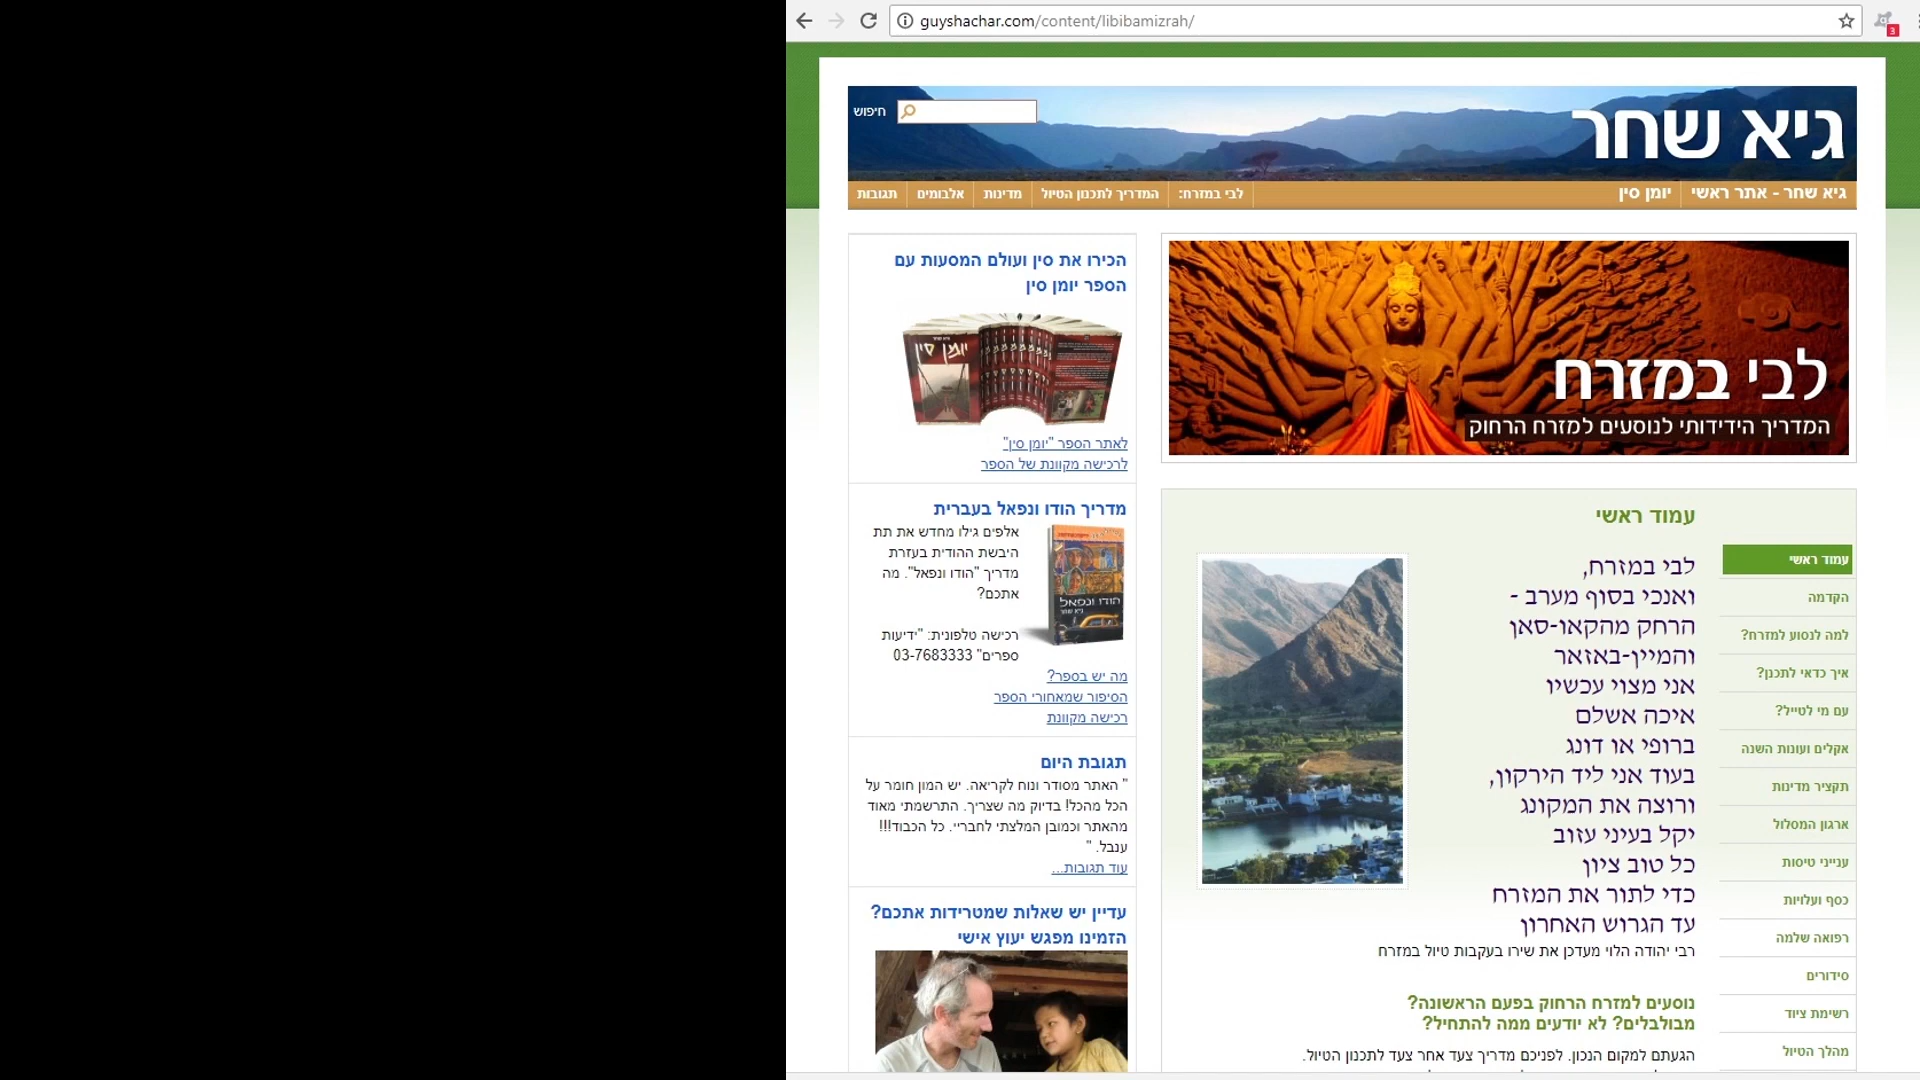 guyshachar.com/content/libibamizrah/
3
גיא שחר
חיפוש
גיא שחר - אתר ראשי
יומן סין
לבי במזרח:
המדריך לתכנון הטיול
מדינות
אלבומים
תגובות
לבי במזרח
המדריך הידידותי לנוסעים למזרח הרחוק
עמוד ראשי
הקדמה
למה לנסוע למזרח?
איך כדאי לתכנן?
עם מי לטייל?
אקלים ועונות השנה
תקציר מדינות
ארגון המסלול
ענייני טיסות
כסף ועלויות
רפואה שלמה
סידורים
רשימת ציוד
מהלך הטיול
עמוד ראשי
לבי במזרח,
ואנכי בסוף מערב -
הרחק מהקאו-סאן
והמיין-באזאר
אני מצוי עכשיו
איכה אשלם
ברופי או דונג
בעוד אני ליד הירקון,
ורוצה את המקונג
יקל בעיני עזוב
כל טוב ציון
כדי לתור את המזרח
עד הגרוש האחרון
רבי יהודה הלוי מעדכן את שירו בעקבות טיול במזרח
נוסעים למזרח הרחוק בפעם הראשונה?
מבולבלים? לא יודעים ממה להתחיל?
הגעתם למקום הנכון. לפניכם מדריך צעד אחר צעד לתכנון הטיול.
הכירו את סין ועולם המסעות עם
הספר יומן סין
יומן סין
לאתר הספר "יומן סין"
לרכישה מקוונת של הספר
מדריך הודו ונפאל בעברית
אלפים גילו מחדש את תת
היבשת ההודית בעזרת
מדריך "הודו ונפאל". מה
אתכם?
רכישה טלפונית: "ידיעות
ספרים" 03-7683333
הודו ונפאל
גיא שחר
מה יש בספר?
הסיפור שמאחורי הספר
רכישה מקוונת
תגובת היום
" האתר מסודר ונוח לקריאה. יש המון חומר על
הכל מהכל! בדיוק מה שצריך. התרשמתי מאוד
מהאתר וכמובן המלצתי לחבריי. כל הכבוד!!!
ענבל. "
עוד תגובות...
עדיין יש שאלות שמטרידות אתכם?
הזמינו מפגש יעוץ אישי